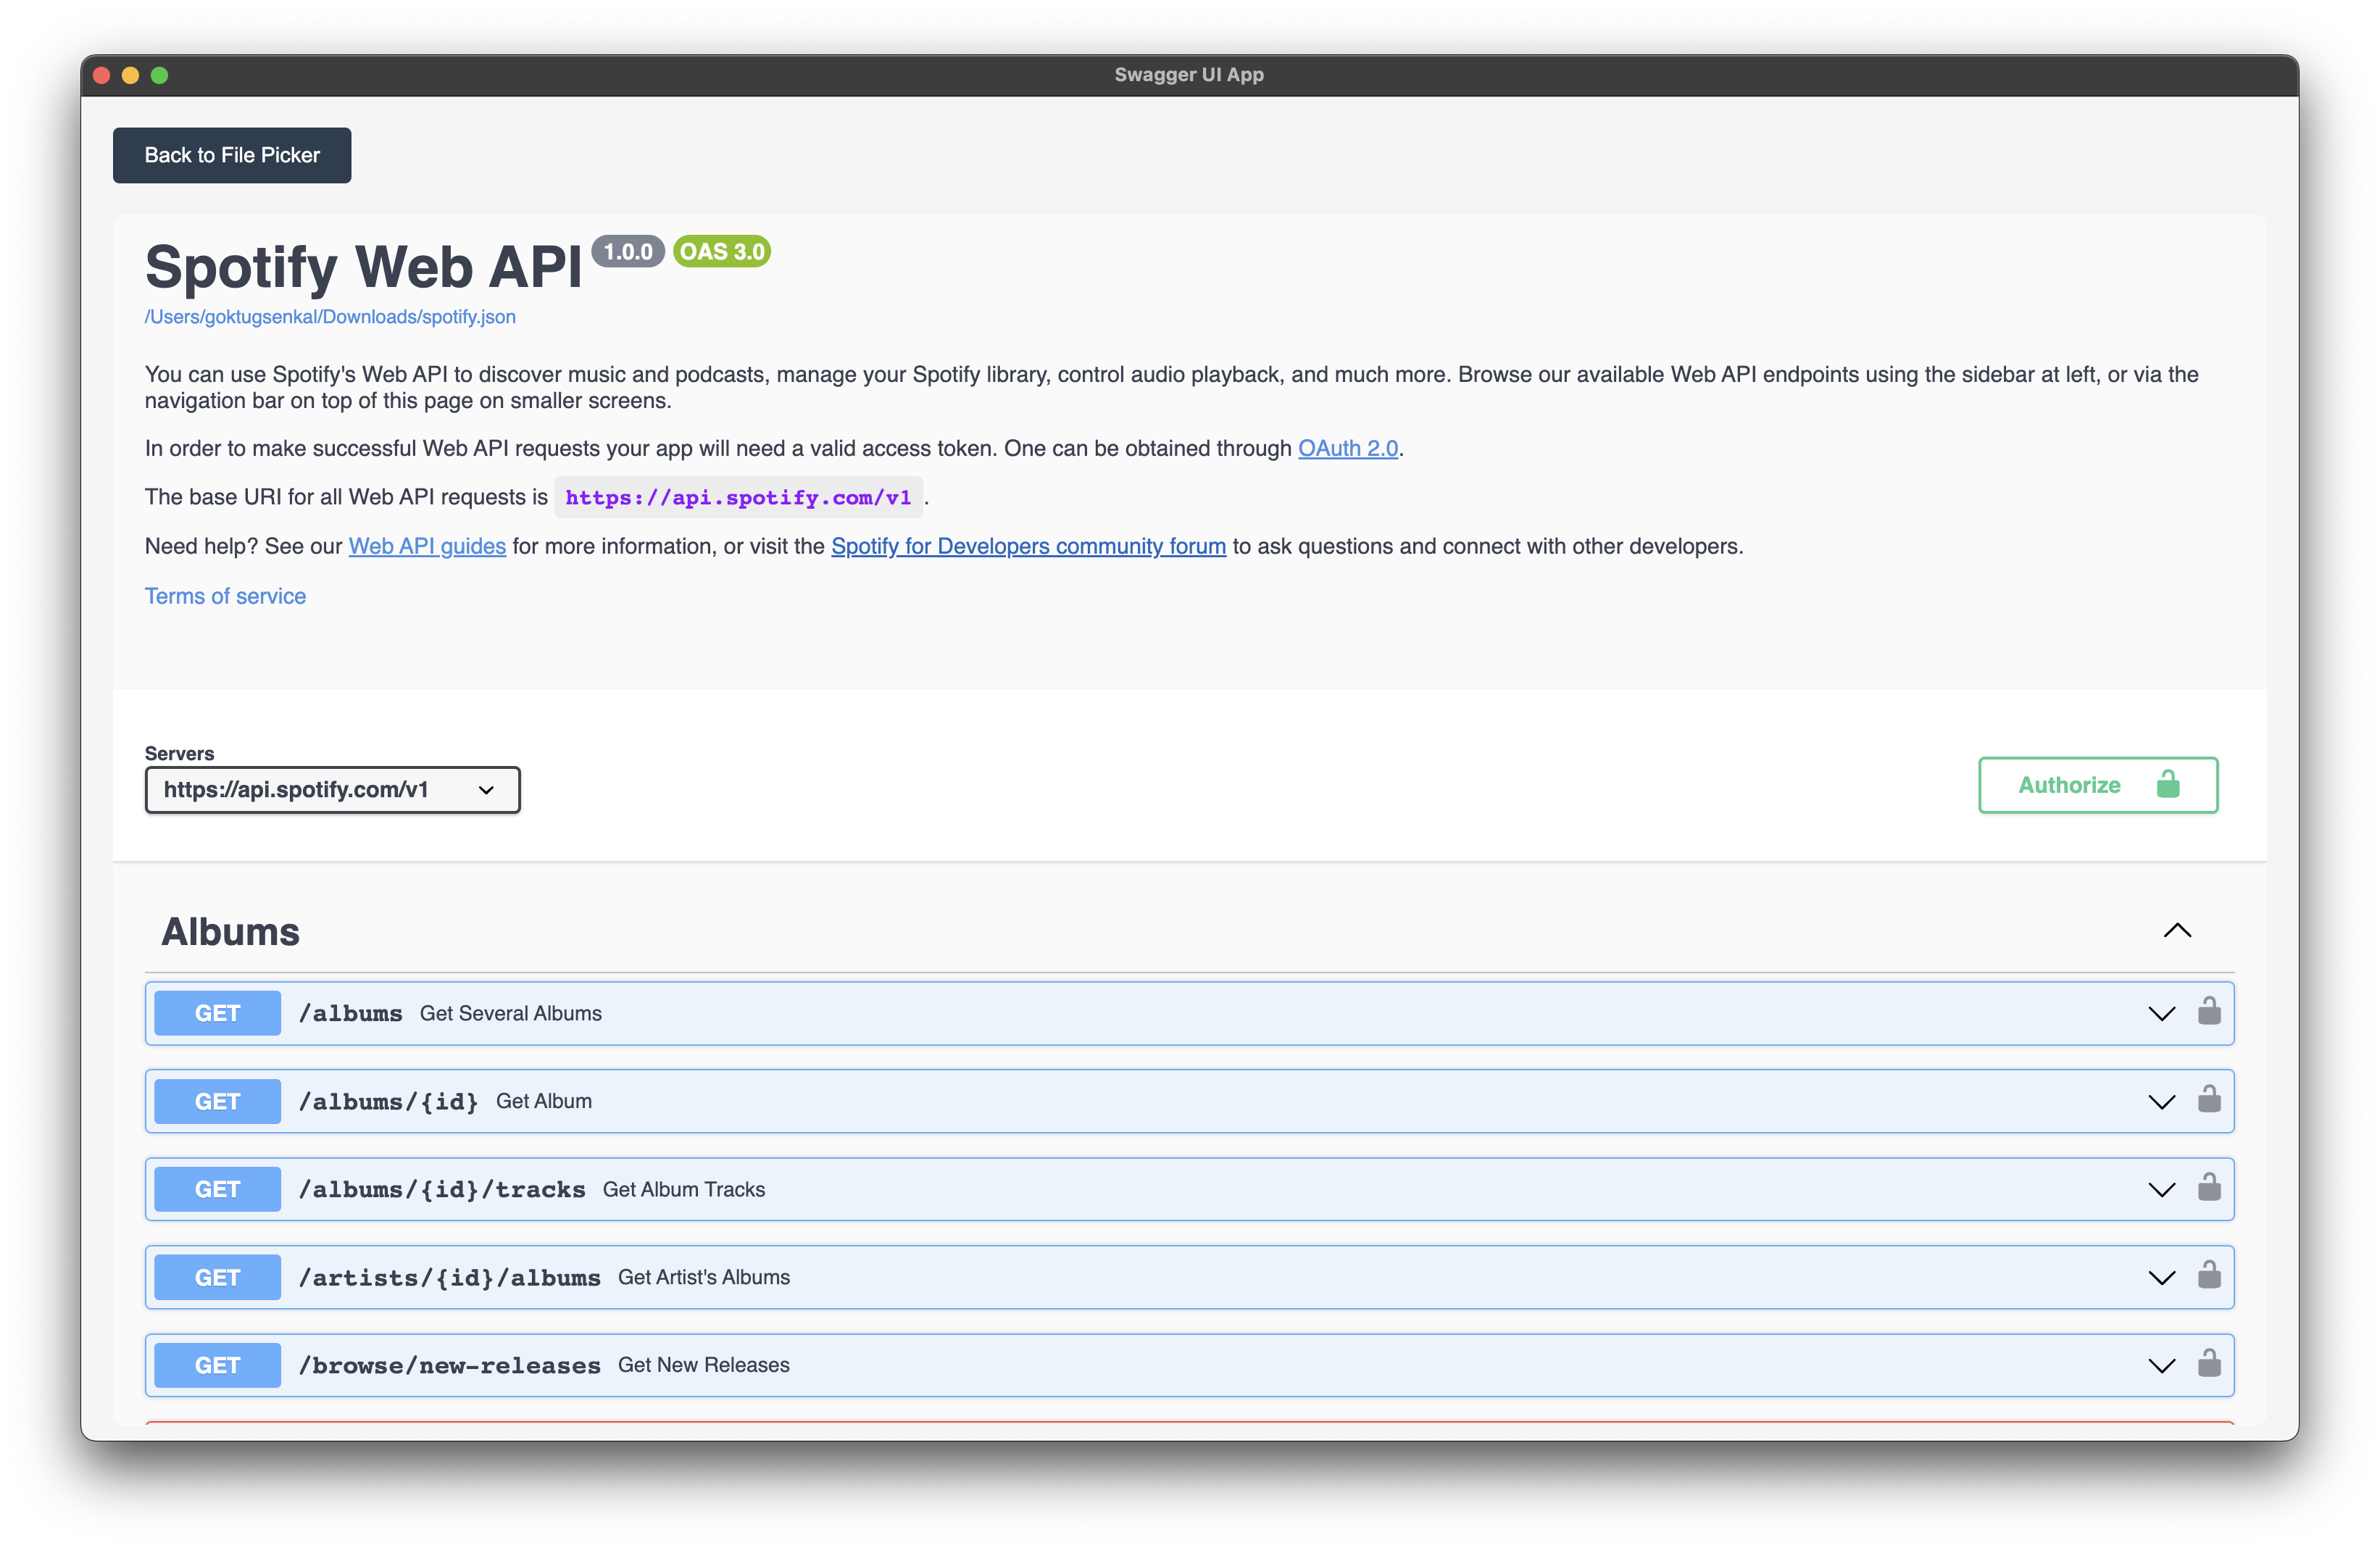 Swagger UI App
Back to File Picker
Spotify Web API 1.0.0 OAS 3.0
/Users/goktugsenkal/Downloads/spotify.json
You can use Spotify's Web API to discover music and podcasts, manage your Spotify library, control audio playback, and much more. Browse our available Web API endpoints using the sidebar at left, or via the
navigation bar on top of this page on smaller screens.
In order to make successful Web API requests your app will need a valid access token. One can be obtained through OAuth 2.0.
The base URI for all Web API requests is https://api.spotify.com/v1.
Need help? See our Web API guides for more information, or visit the Spotify for Developers community forum to ask questions and connect with other developers.
Terms of service
Servers
https://api.spotify.com/v1
Authorize
Albums
GET /albums Get Several Albums
GET /albums/{id} Get Album
GET /albums/{id}/tracks Get Album Tracks
GET /artists/{id}/albums Get Artist's Albums
GET /browse/new-releases Get New Releases